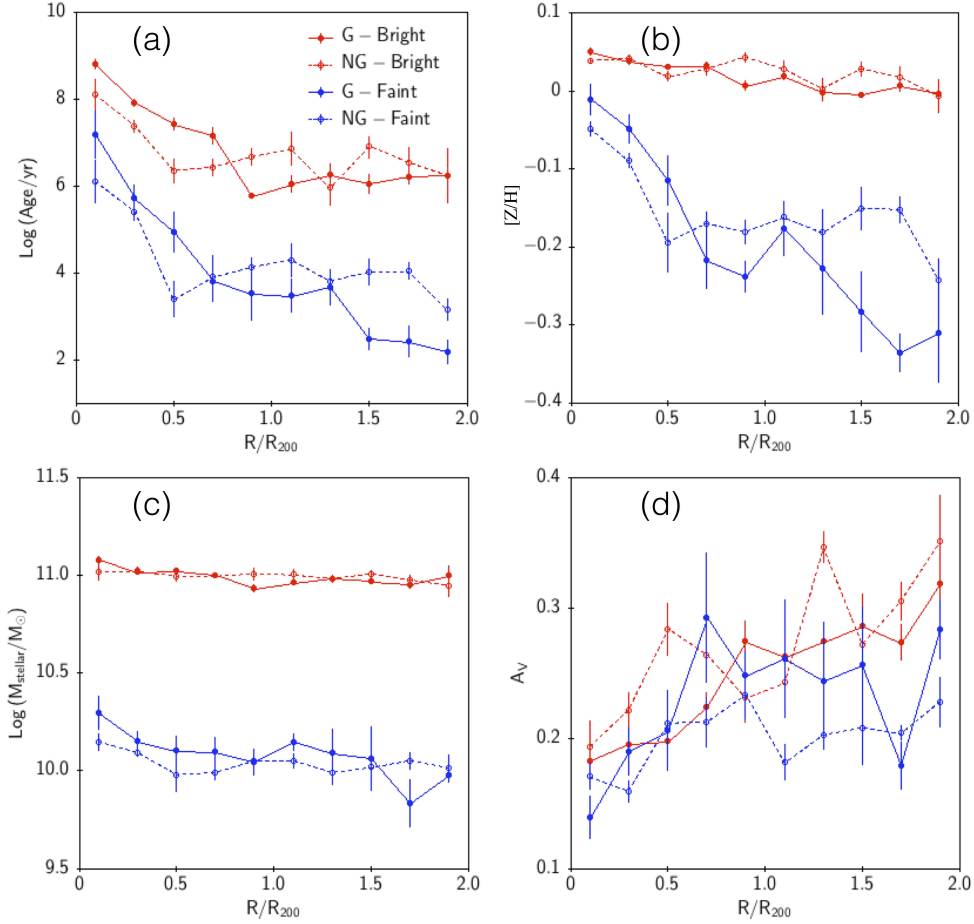 (a)
G − Bright
NG − Bright
G − Faint
NG − Faint
10
8
6
4
2
0
0.5
1.0
1.5
2.0
Log (Age/yr)
R/R₂₀₀
(b)
0.1
0
−0.1
−0.2
−0.3
−0.4
0
0.5
1.0
1.5
2.0
[Z/H]
R/R₂₀₀
(c)
11.5
11.0
10.5
10.0
9.5
0
0.5
1.0
1.5
2.0
Log (M_stellar/M_⊙)
R/R₂₀₀
(d)
0.4
0.3
0.2
0.1
0
0.5
1.0
1.5
2.0
A_V
R/R₂₀₀